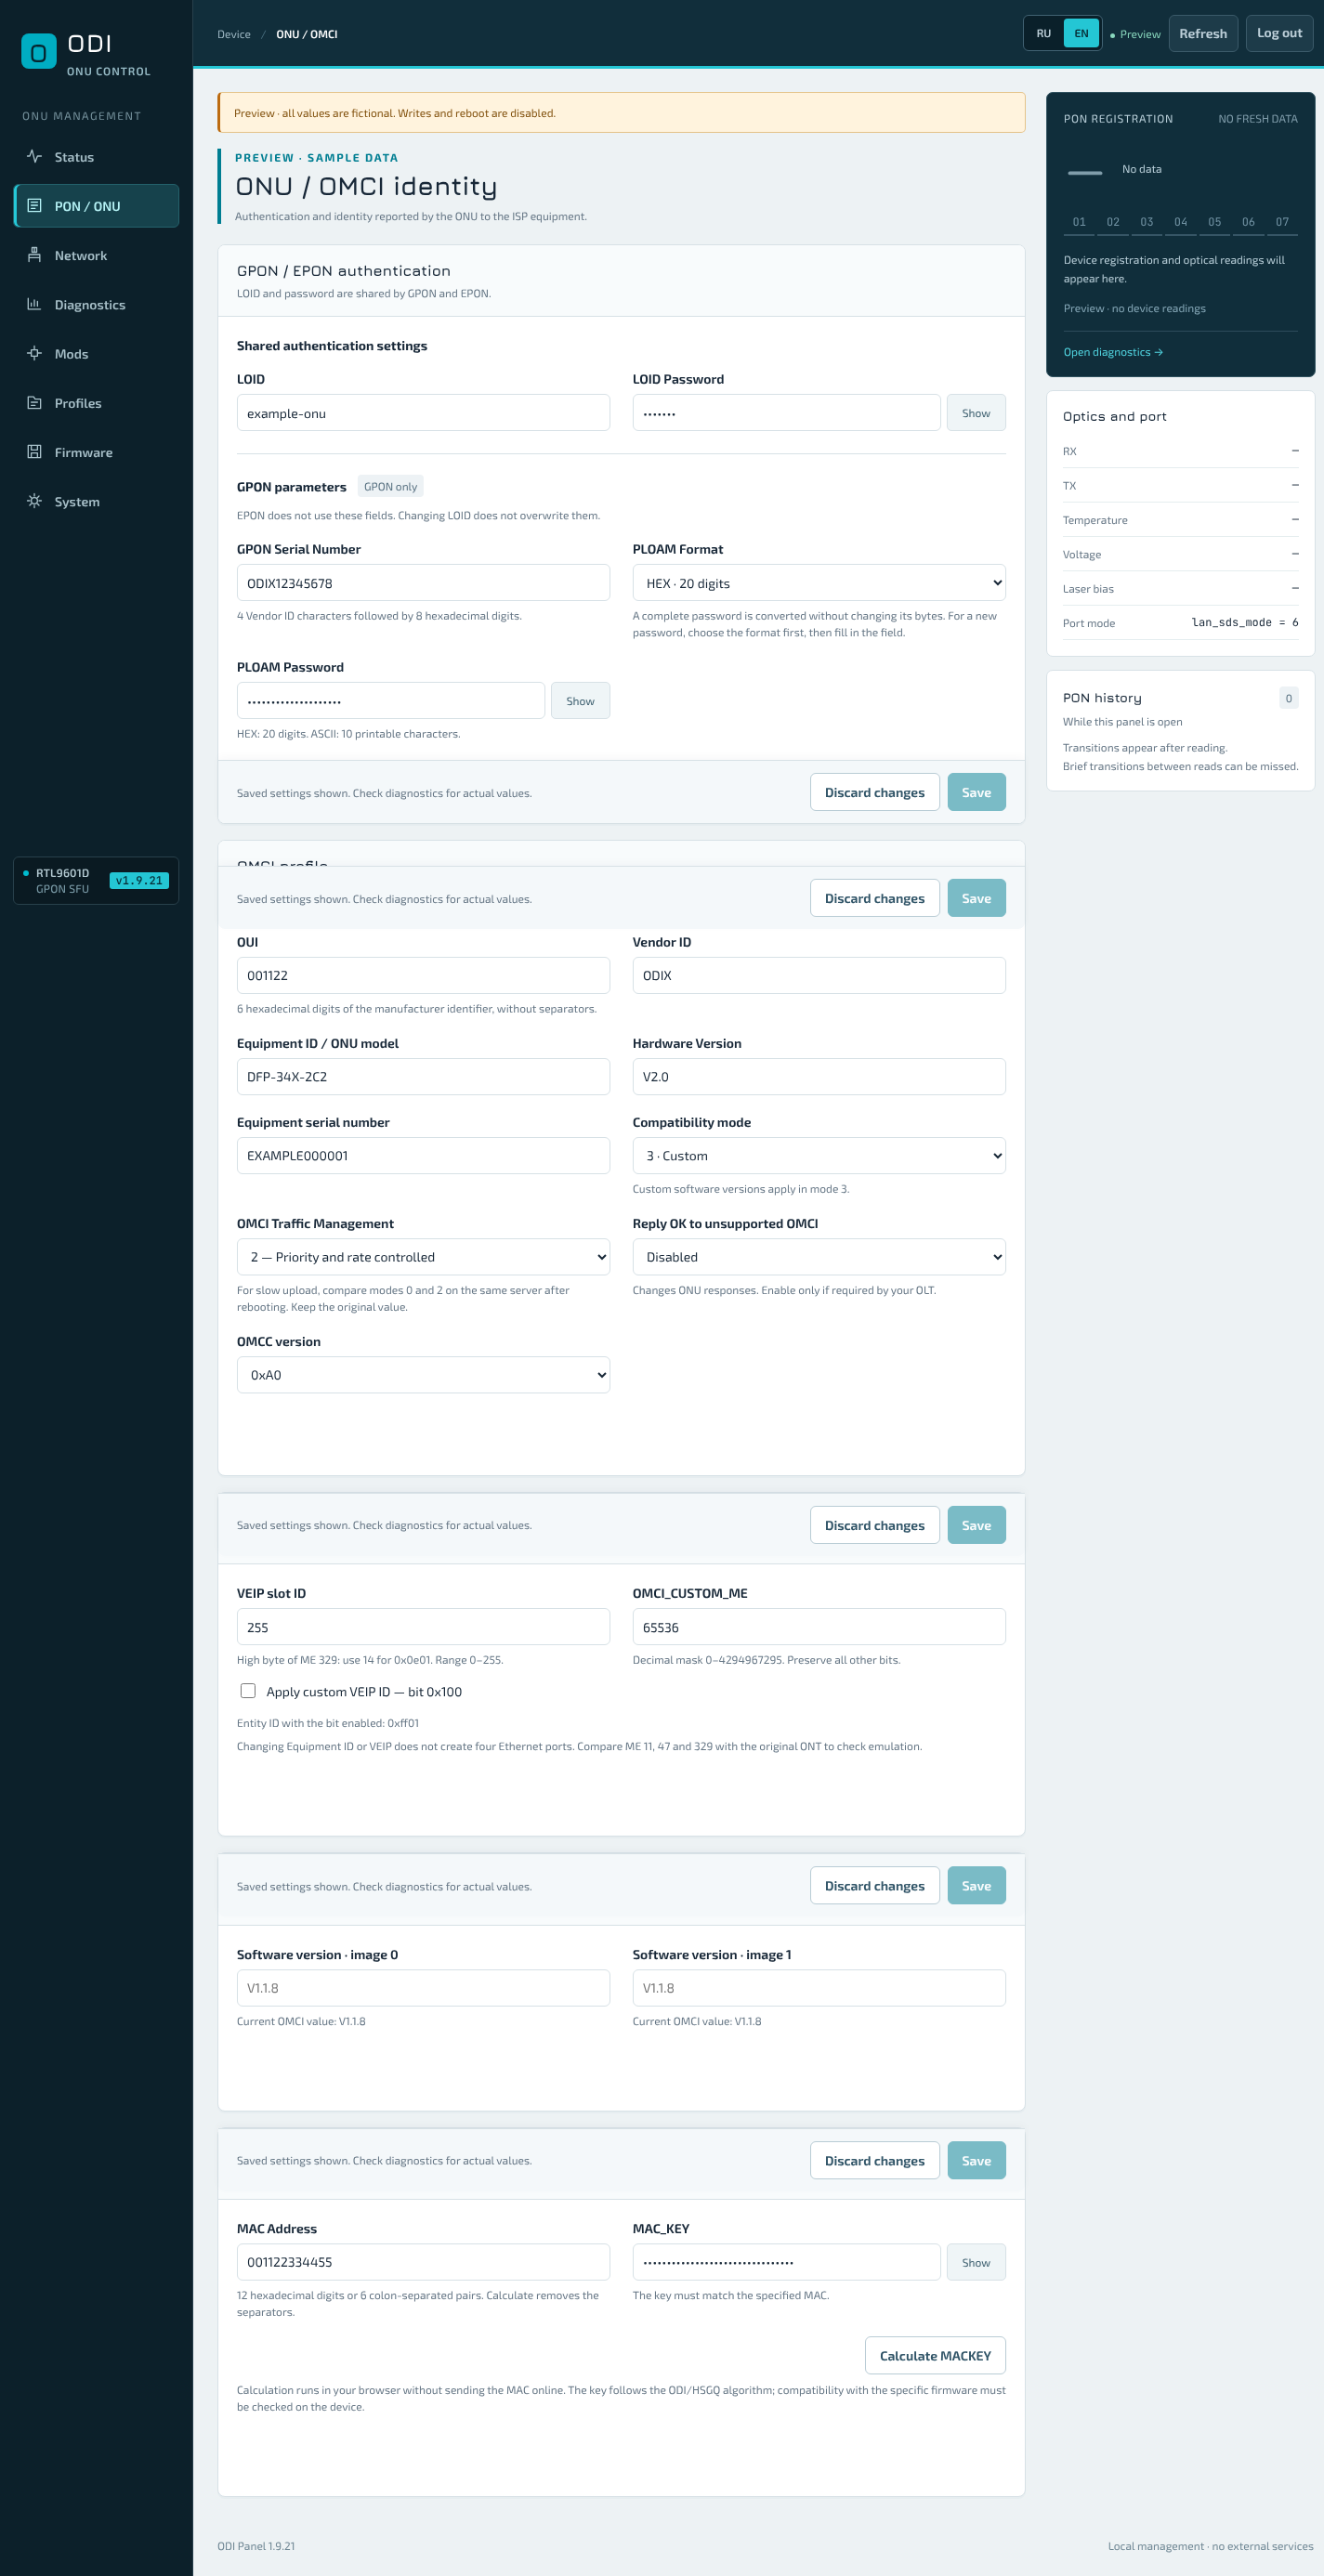 O
ODI
ONU CONTROL
ONU MANAGEMENT
Status
PON / ONU
Network
Diagnostics
Mods
Profiles
Firmware
System
RTL9601D
GPON SFU
v1.9.21
Device / ONU / OMCI
RU EN
Preview
Refresh
Log out
Preview · all values are fictional. Writes and reboot are disabled.
PREVIEW · SAMPLE DATA
ONU / OMCI identity
Authentication and identity reported by the ONU to the ISP equipment.
GPON / EPON authentication
LOID and password are shared by GPON and EPON.
Shared authentication settings
LOID
LOID Password
example-onu
•••••••
Show
GPON parameters GPON only
EPON does not use these fields. Changing LOID does not overwrite them.
GPON Serial Number
PLOAM Format
ODIX12345678
HEX · 20 digits
4 Vendor ID characters followed by 8 hexadecimal digits.
A complete password is converted without changing its bytes. For a new
password, choose the format first, then fill in the field.
PLOAM Password
••••••••••••••••••••
Show
HEX: 20 digits. ASCII: 10 printable characters.
Saved settings shown. Check diagnostics for actual values.
Discard changes
Save
OMCI profile
Saved settings shown. Check diagnostics for actual values.
Discard changes
Save
OUI
Vendor ID
001122
ODIX
6 hexadecimal digits of the manufacturer identifier, without separators.
Equipment ID / ONU model
Hardware Version
DFP-34X-2C2
V2.0
Equipment serial number
Compatibility mode
EXAMPLE000001
3 · Custom
Custom software versions apply in mode 3.
OMCI Traffic Management
Reply OK to unsupported OMCI
2 — Priority and rate controlled
Disabled
For slow upload, compare modes 0 and 2 on the same server after
rebooting. Keep the original value.
Changes ONU responses. Enable only if required by your OLT.
OMCC version
0xA0
Saved settings shown. Check diagnostics for actual values.
Discard changes
Save
VEIP slot ID
OMCI_CUSTOM_ME
255
65536
High byte of ME 329: use 14 for 0x0e01. Range 0–255.
Decimal mask 0–4294967295. Preserve all other bits.
Apply custom VEIP ID — bit 0x100
Entity ID with the bit enabled: 0xff01
Changing Equipment ID or VEIP does not create four Ethernet ports. Compare ME 11, 47 and 329 with the original ONT to check emulation.
Saved settings shown. Check diagnostics for actual values.
Discard changes
Save
Software version · image 0
Software version · image 1
V1.1.8
V1.1.8
Current OMCI value: V1.1.8
Current OMCI value: V1.1.8
Saved settings shown. Check diagnostics for actual values.
Discard changes
Save
MAC Address
MAC_KEY
001122334455
••••••••••••••••••••••••••••••••
Show
12 hexadecimal digits or 6 colon-separated pairs. Calculate removes the
separators.
The key must match the specified MAC.
Calculate MACKEY
Calculation runs in your browser without sending the MAC online. The key follows the ODI/HSGQ algorithm; compatibility with the specific firmware must
be checked on the device.
ODI Panel 1.9.21
Local management · no external services
PON REGISTRATION
NO FRESH DATA
— No data
01 02 03 04 05 06 07
Device registration and optical readings will
appear here.
Preview · no device readings
Open diagnostics →
Optics and port
RX —
TX —
Temperature —
Voltage —
Laser bias —
Port mode lan_sds_mode = 6
PON history 0
While this panel is open
Transitions appear after reading.
Brief transitions between reads can be missed.